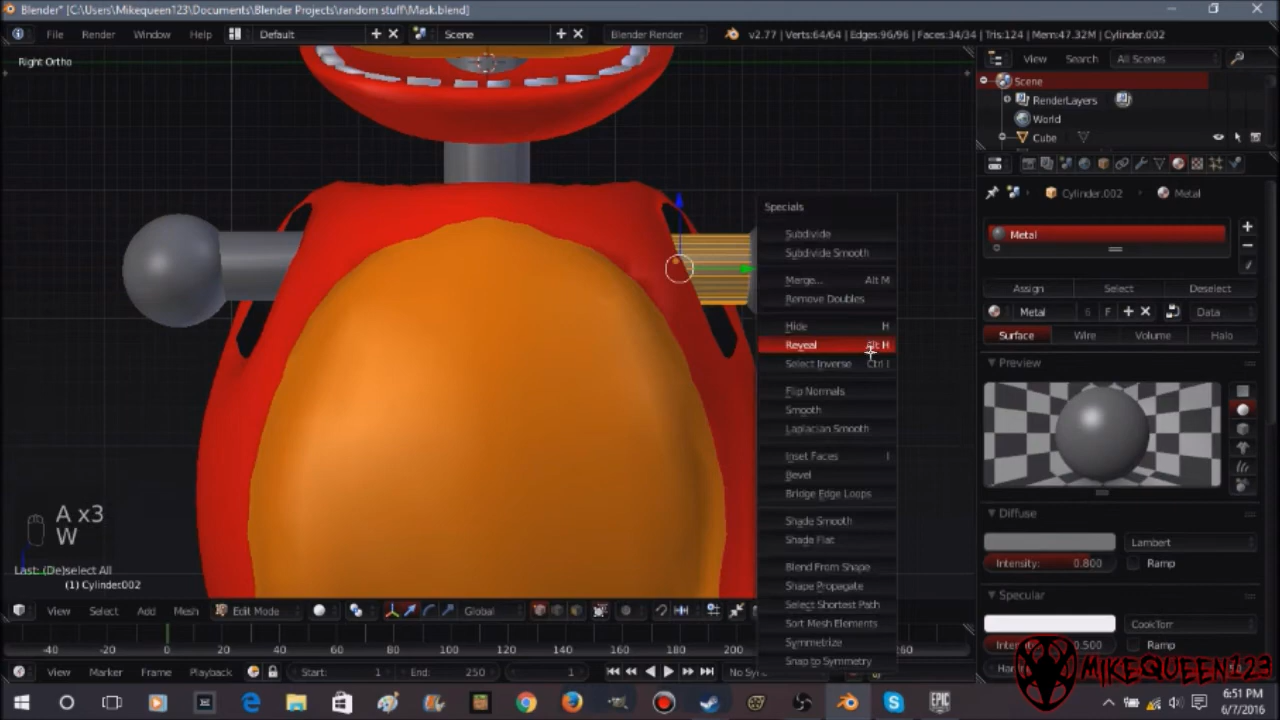 Blender* [C:\Users\Mikequeen123\Documents\Blender Projects\random stuff\Mask.blend]
File Render Window Help Default Scene Blender Render v2.77 | Verts:64/64 | Edges:96/96 | Faces:34/34 | Tris:124 | Mem:47.32M | Cylinder.002
Right Ortho
View Search All Scenes
Scene
RenderLayers
World
Cube
Cylinder.002 Metal
Metal
Assign Select Deselect
Metal 6 F Data
Surface Wire Volume Halo
Preview
Diffuse
Lambert
Intensity: 0.800 Ramp
Specular
CookTorr
Intensity: 0.500 Ramp
Specials
Subdivide
Subdivide Smooth
Merge... Alt M
Remove Doubles
Hide H
Reveal Alt H
Select Inverse Ctrl I
Flip Normals
Smooth
Laplacian Smooth
Inset Faces I
Bevel
Bridge Edge Loops
Shade Smooth
Shade Flat
Blend From Shape
Shape Propagate
Select Shortest Path
Sort Mesh Elements
Symmetrize
Snap to Symmetry
A x3
W
Last: (De)select All
(1) Cylinder002
View Select Add Mesh Edit Mode Global
-40 -20 0 20 40 60 80 100 120 140 160 180 200 260
View Marker Frame Playback Start: 1 End: 250 1 No Sy
MIKEQUEEN123
EPIC
6:51 PM
6/7/2016